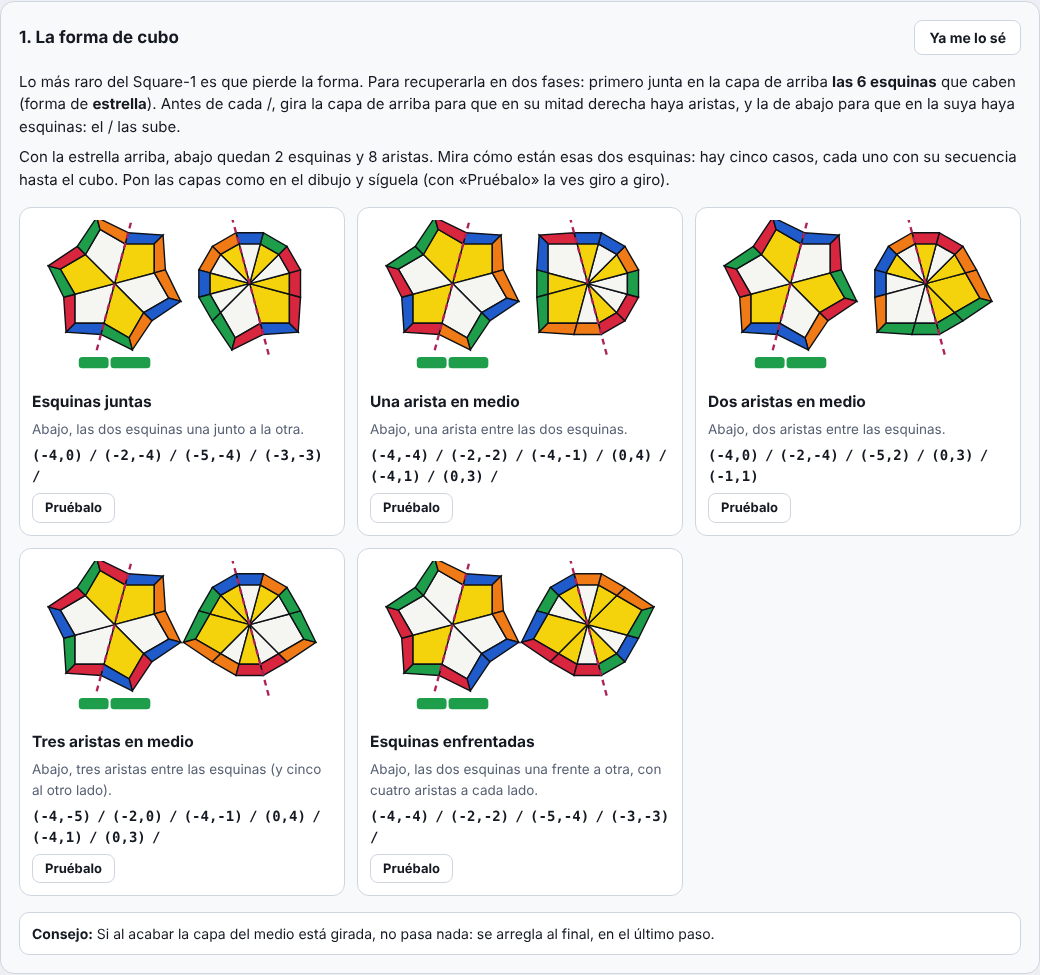 1. La forma de cubo
Ya me lo sé
Lo más raro del Square-1 es que pierde la forma. Para recuperarla en dos fases: primero junta en la capa de arriba las 6 esquinas que caben
(forma de estrella). Antes de cada /, gira la capa de arriba para que en su mitad derecha haya aristas, y la de abajo para que en la suya haya
esquinas: el / las sube.
Con la estrella arriba, abajo quedan 2 esquinas y 8 aristas. Mira cómo están esas dos esquinas: hay cinco casos, cada uno con su secuencia
hasta el cubo. Pon las capas como en el dibujo y síguela (con «Pruébalo» la ves giro a giro).
Esquinas juntas
Abajo, las dos esquinas una junto a la otra.
(-4,0) / (-2,-4) / (-5,-4) / (-3,-3)
/
Pruébalo
Una arista en medio
Abajo, una arista entre las dos esquinas.
(-4,-4) / (-2,-2) / (-4,-1) / (0,4) /
(-4,1) / (0,3) /
Pruébalo
Dos aristas en medio
Abajo, dos aristas entre las esquinas.
(-4,0) / (-2,-4) / (-5,2) / (0,3) /
(-1,1)
Pruébalo
Tres aristas en medio
Abajo, tres aristas entre las esquinas (y cinco
al otro lado).
(-4,-5) / (-2,0) / (-4,-1) / (0,4) /
(-4,1) / (0,3) /
Pruébalo
Esquinas enfrentadas
Abajo, las dos esquinas una frente a otra, con
cuatro aristas a cada lado.
(-4,-4) / (-2,-2) / (-5,-4) / (-3,-3)
/
Pruébalo
Consejo: Si al acabar la capa del medio está girada, no pasa nada: se arregla al final, en el último paso.